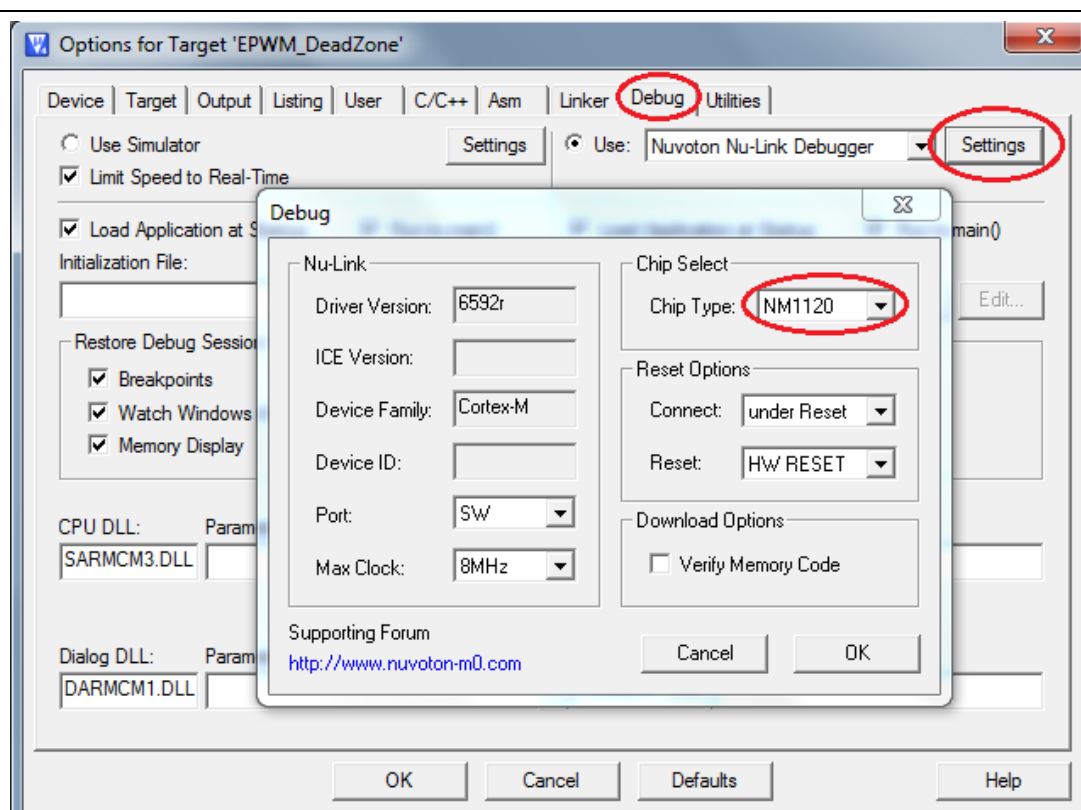 Options for Target 'EPWM_DeadZone'
Device Target Output Listing User C/C++ Asm Linker Debug Utilities
Use Simulator Settings Use: Nuvoton Nu-Link Debugger Settings
Limit Speed to Real-Time
Load Application at main()
Initialization File:
Edit...
Restore Debug Session
Breakpoints
Watch Windows
Memory Display
CPU DLL: Param
SARMCM3.DLL
Dialog DLL: Param
DARMCM1.DLL
OK Cancel Defaults Help
Debug
Nu-Link
Driver Version: 6592r
ICE Version:
Device Family: Cortex-M
Device ID:
Port: SW
Max Clock: 8MHz
Supporting Forum
http://www.nuvoton-m0.com
Chip Select
Chip Type: NM1120
Reset Options
Connect: under Reset
Reset: HW RESET
Download Options
Verify Memory Code
Cancel OK